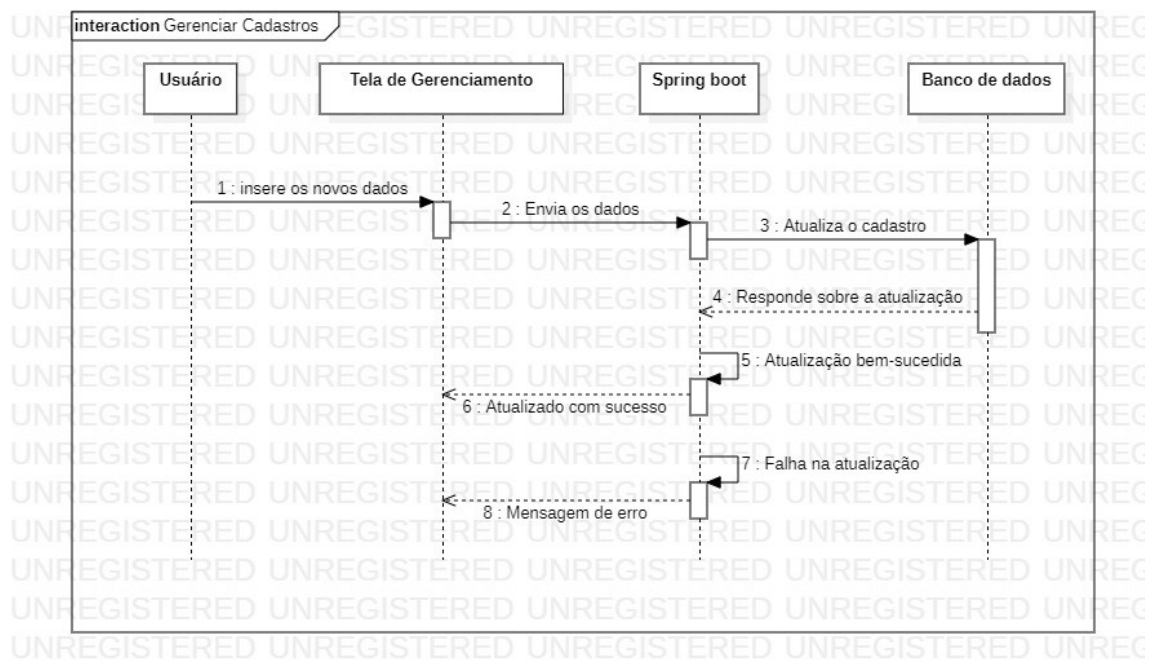 interaction Gerenciar Cadastros
Usuário
Tela de Gerenciamento
Spring boot
Banco de dados
1 : insere os novos dados
2 : Envia os dados
3 : Atualiza o cadastro
4 : Responde sobre a atualização
5 : Atualização bem-sucedida
6 : Atualizado com sucesso
7 : Falha na atualização
8 : Mensagem de erro
UNREGISTERED